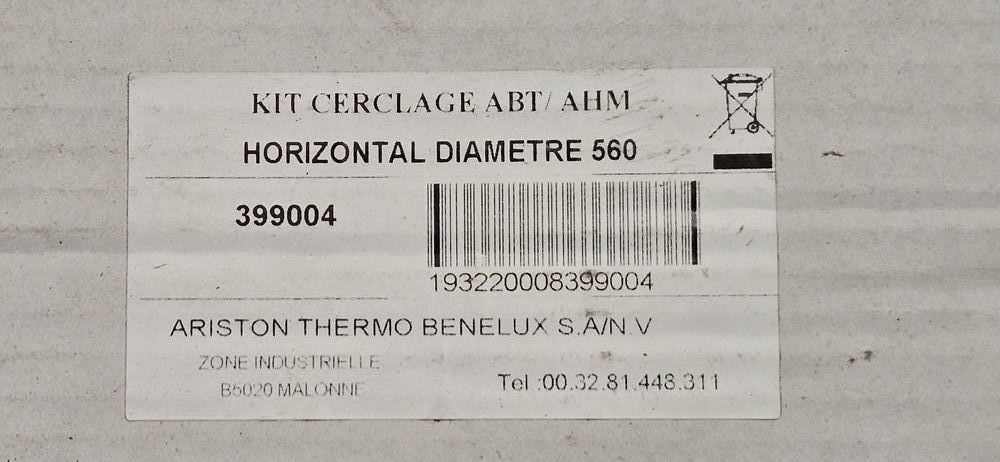 KIT CERCLAGE ABT/ AHM
HORIZONTAL DIAMETRE 560
399004
193220008399004
ARISTON THERMO BENELUX S.A/N.V
ZONE INDUSTRIELLE
B5020 MALONNE
Tel :00.32.81.448.311